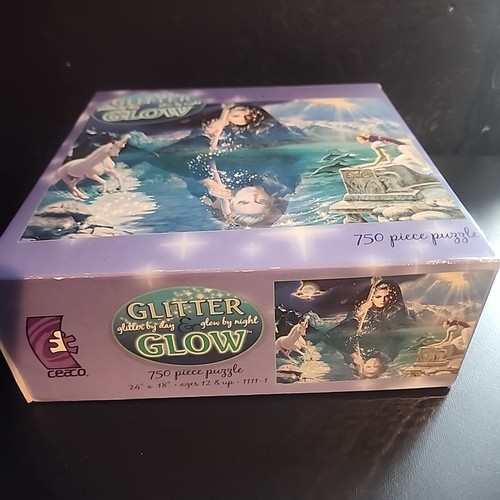 GLITTER
GLOW
750 piece puzzle
GLITTER
glitter by day & glow by night
GLOW
750 piece puzzle
24" x 18" • ages 12 & up • 1111-1
ceaco